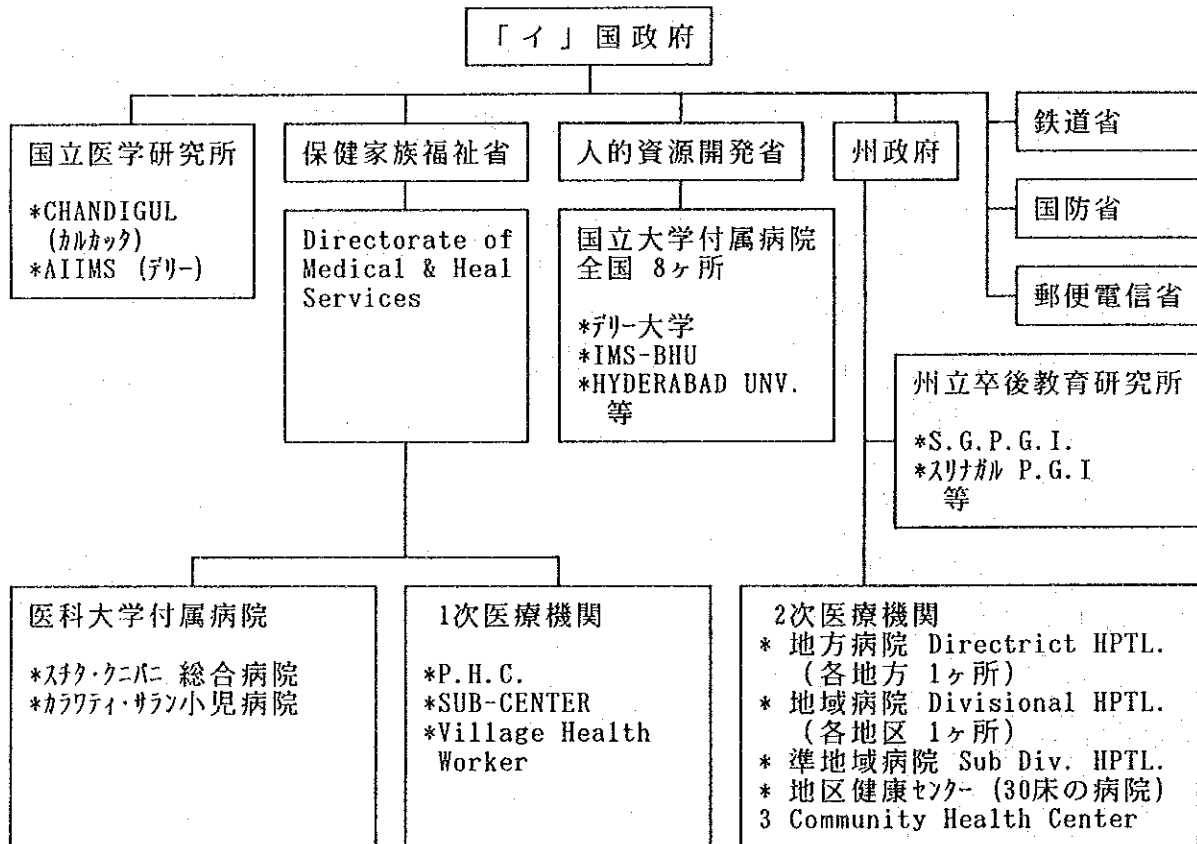 「イ」国政府
国立医学研究所
*CHANDIGUL
(カルカック)
*AIIMS (デリー)
保健家族福祉省
Directorate of
Medical & Heal
Services
人的資源開発省
国立大学付属病院
全国 8ヶ所
*デリー大学
*IMS-BHU
*HYDERABAD UNV.
等
州政府
鉄道省
国防省
郵便電信省
州立卒後教育研究所
*S.G.P.G.I.
*スリナガル P.G.I
等
医科大学付属病院
*スチタ・クニパニ 総合病院
*カラワティ・サラン小児病院
1次医療機関
*P.H.C.
*SUB-CENTER
*Village Health
Worker
2次医療機関
* 地方病院 Directrict HPTL.
(各地方 1ヶ所)
* 地域病院 Divisional HPTL.
(各地区 1ヶ所)
* 準地域病院 Sub Div. HPTL.
* 地区健康センター (30床の病院)
3 Community Health Center